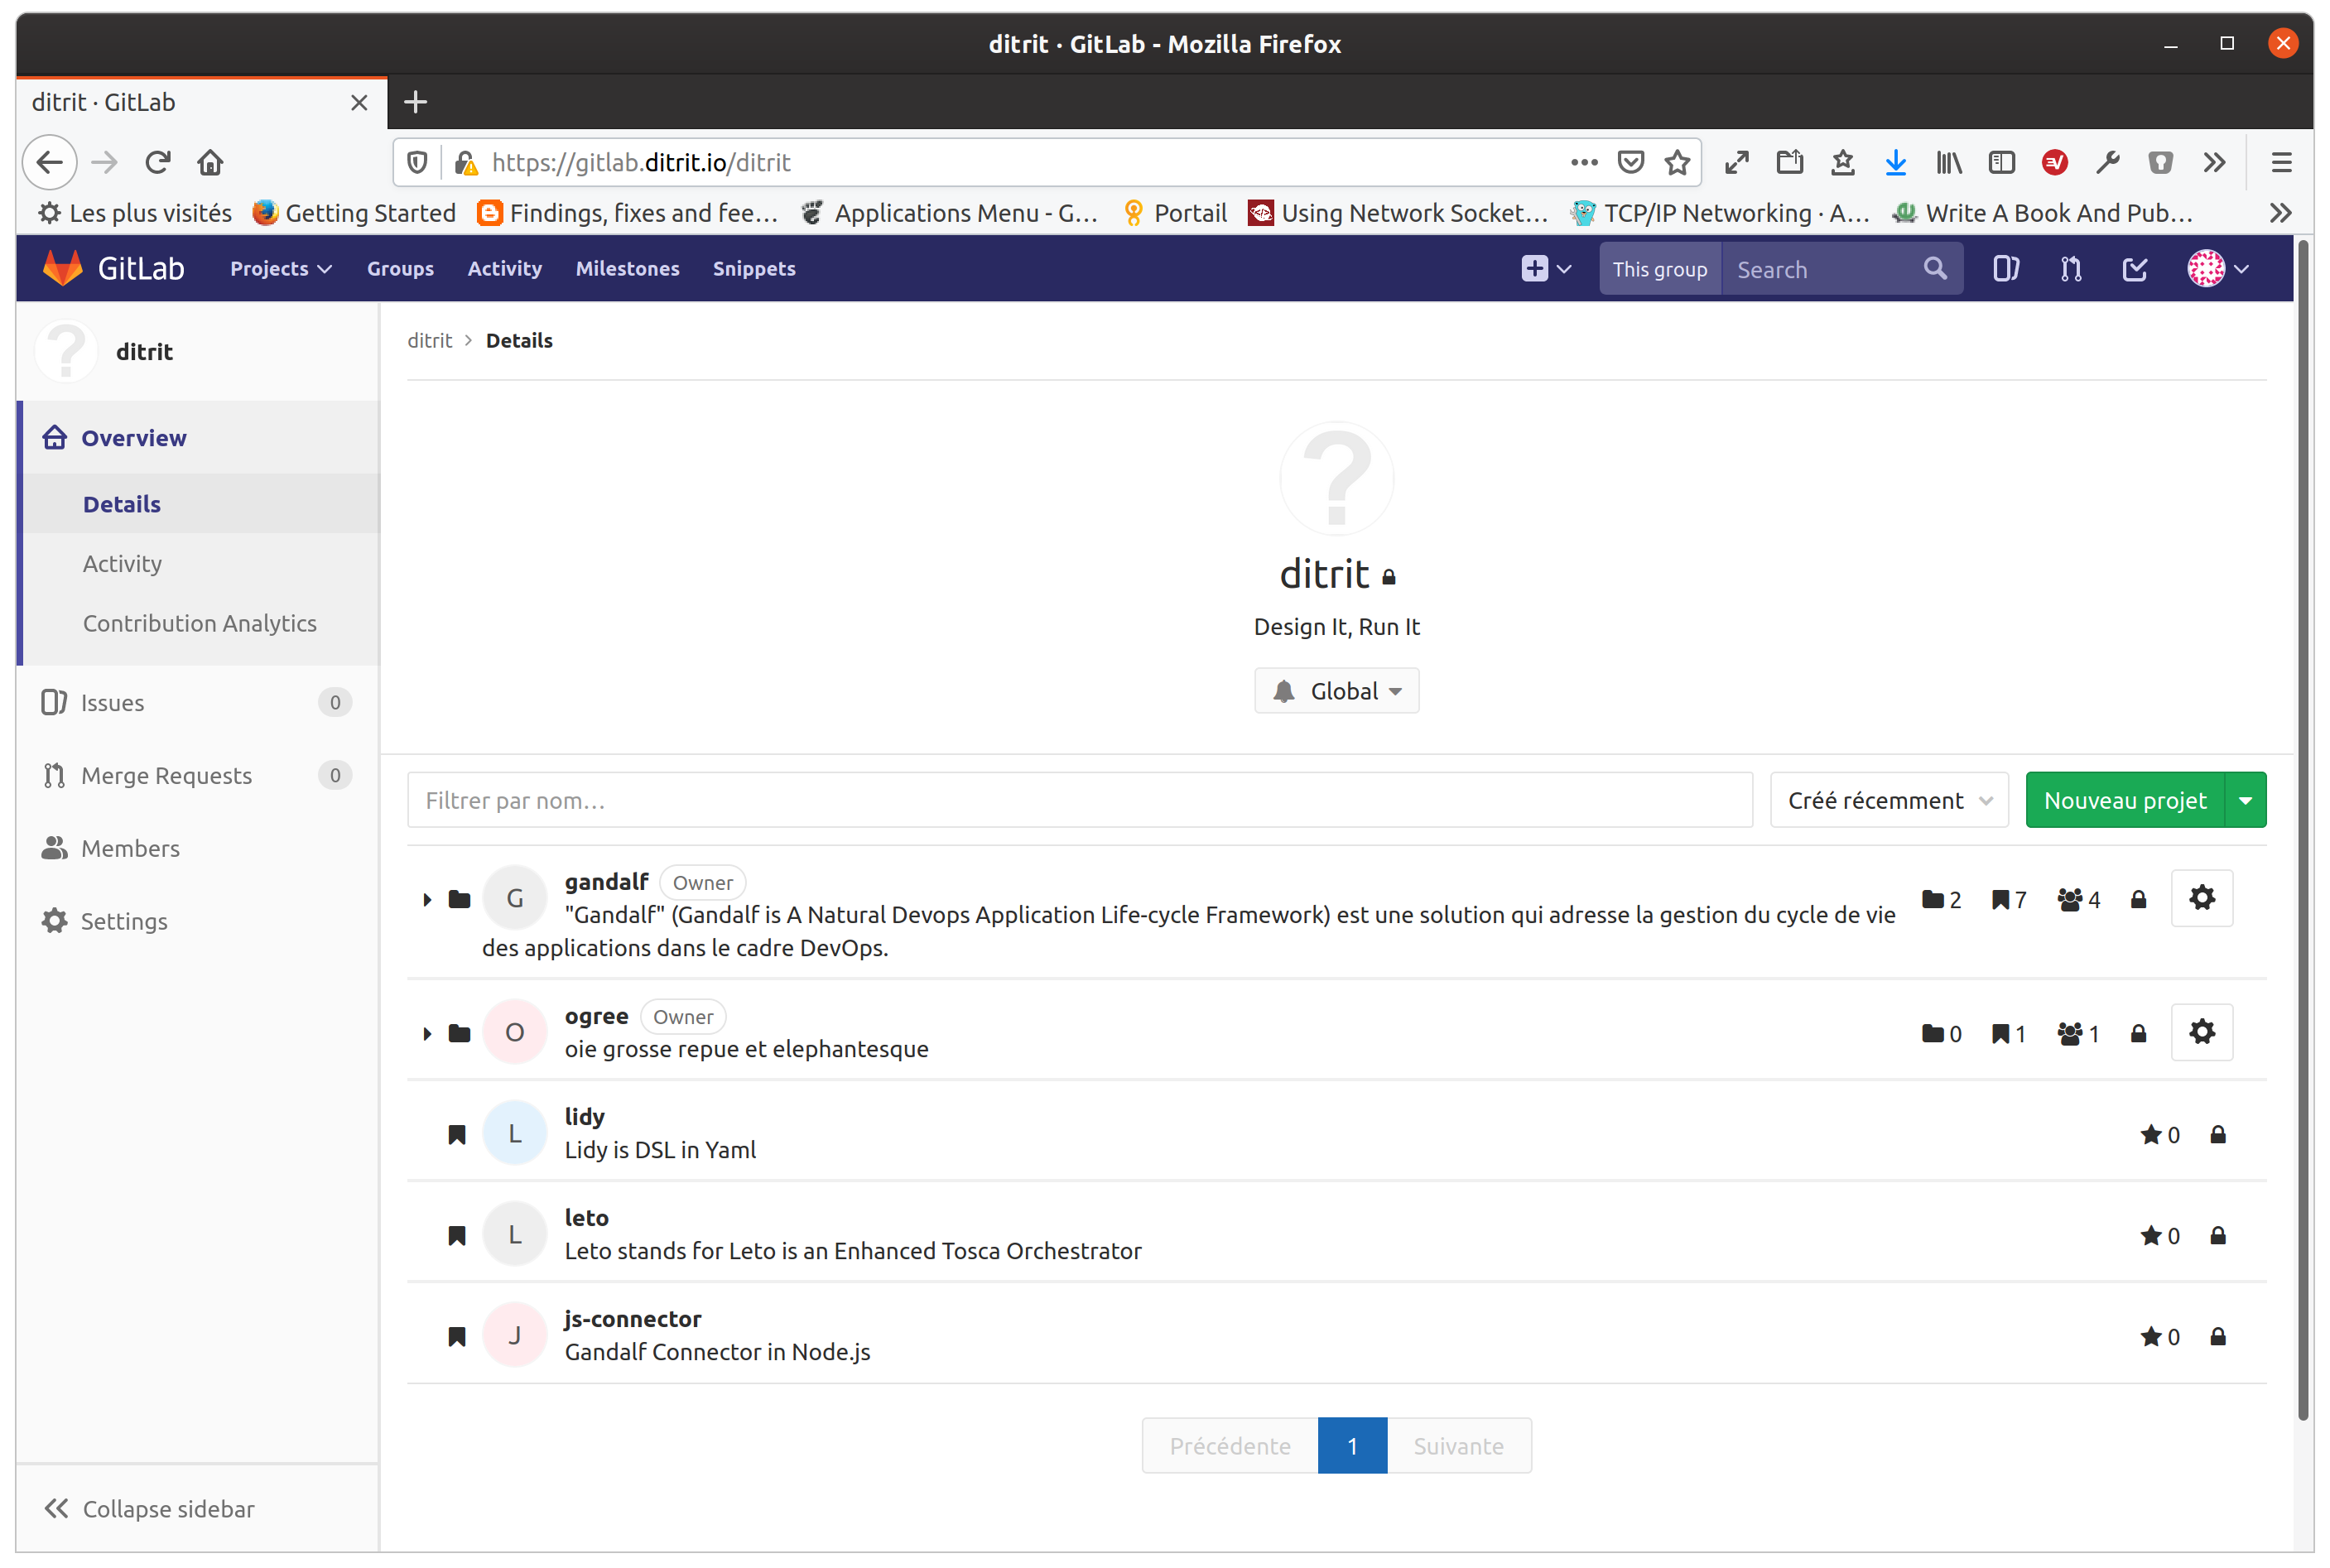 ditrit · GitLab - Mozilla Firefox
ditrit · GitLab
https://gitlab.ditrit.io/ditrit
Les plus visités Getting Started Findings, fixes and fee… Applications Menu - G… Portail Using Network Socket… TCP/IP Networking · A… Write A Book And Pub…
GitLab Projects Groups Activity Milestones Snippets This group Search
ditrit
Overview
Details
Activity
Contribution Analytics
Issues 0
Merge Requests 0
Members
Settings
Collapse sidebar
ditrit > Details
?
ditrit
Design It, Run It
Global
Filtrer par nom… Créé récemment Nouveau projet
G gandalf Owner 2 7 4
"Gandalf" (Gandalf is A Natural Devops Application Life-cycle Framework) est une solution qui adresse la gestion du cycle de vie
des applications dans le cadre DevOps.
O ogree Owner 0 1 1
oie grosse repue et elephantesque
L lidy 0
Lidy is DSL in Yaml
L leto 0
Leto stands for Leto is an Enhanced Tosca Orchestrator
J js-connector 0
Gandalf Connector in Node.js
Précédente 1 Suivante